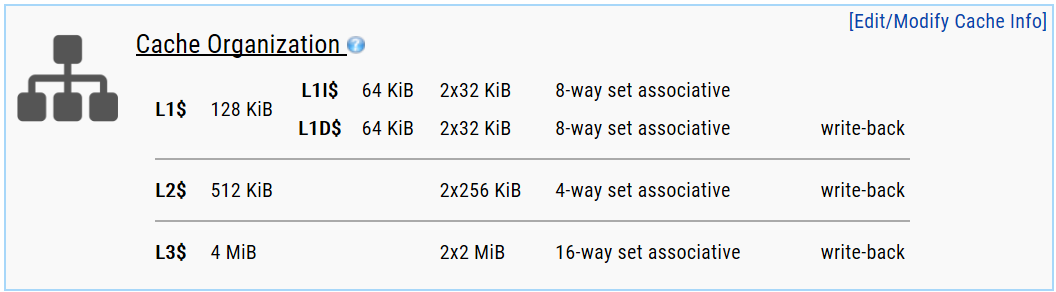 [Edit/Modify Cache Info]
Cache Organization ?
L1$ 128 KiB
L1I$ 64 KiB 2x32 KiB 8-way set associative
L1D$ 64 KiB 2x32 KiB 8-way set associative write-back
L2$ 512 KiB 2x256 KiB 4-way set associative write-back
L3$ 4 MiB 2x2 MiB 16-way set associative write-back